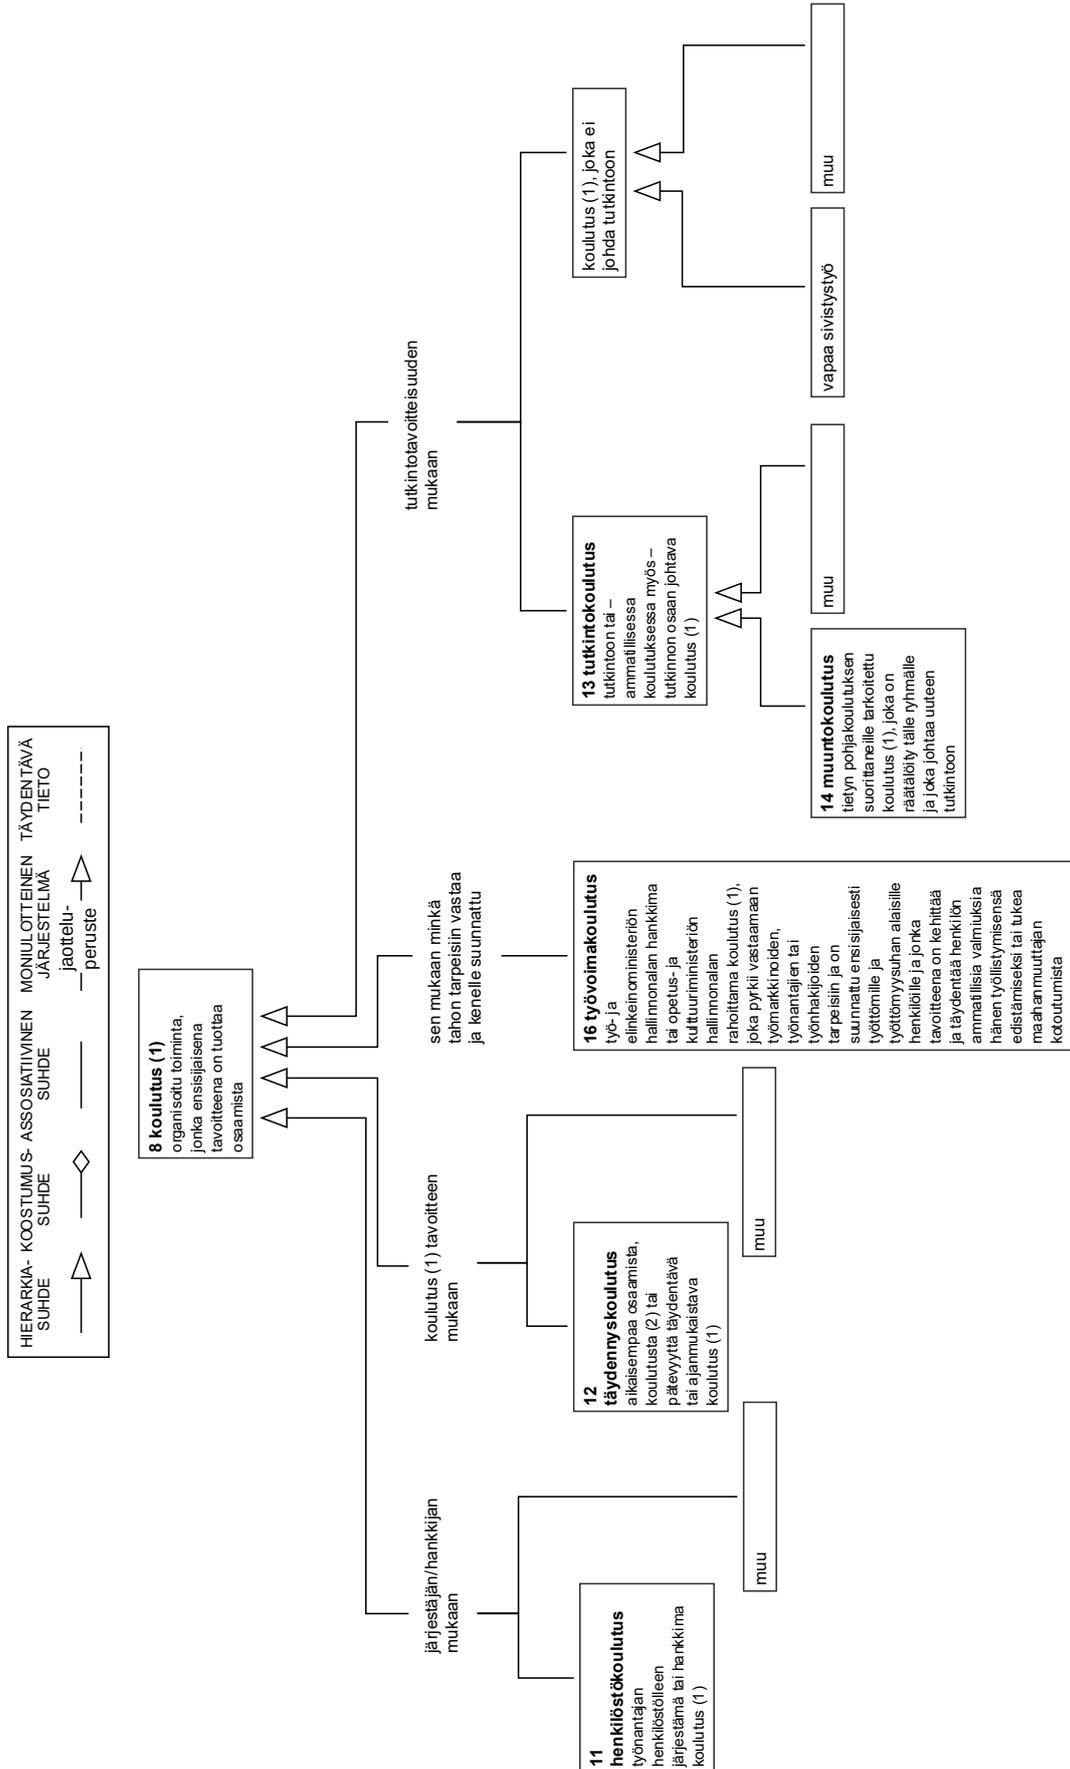 HIERARKIA- KOOSTUMUS- ASSOSIATIIVINEN MONIULOTTEINEN TÄYDENTÄVÄ
SUHDE SUHDE SUHDE JÄRJESTELMÄ TIETO
jaottelu-
peruste
8 koulutus (1)
organisoitu toiminta,
jonka ensisijaisena
tavoitteena on tuottaa
osaamista
järjestäjän/hankkijan
mukaan
koulutus (1) tavoitteen
mukaan
sen mukaan minkä
tahon tarpeisiin vastaa
ja kenelle suunnattu
tutkintotavoitteisuuden
mukaan
11
henkilöstökoulutus
työnantajan
henkilöstölleen
järjestämä tai hankkima
koulutus (1)
muu
12
täydennyskoulutus
aikaisempaa osaamista,
koulutusta (2) tai
pätevyyttä täydentävä
tai ajanmukaistava
koulutus (1)
muu
16 työvoimakoulutus
työ- ja
elinkeinoministeriön
hallinnonalan hankkima
tai opetus- ja
kulttuuriministeriön
hallinnonalan
rahoittama koulutus (1),
joka pyrkii vastaamaan
työmarkkinoiden,
työnantajien tai
työnhakijoiden
tarpeisiin ja on
suunnattu ensisijaisesti
työttömille ja
työttömyysuhan alaisille
henkilöille ja jonka
tavoitteena on kehittää
ja täydentää henkilön
ammatillisia valmiuksia
hänen työllistymisensä
edistämiseksi tai tukea
maahanmuuttajan
kotoutumista
13 tutkintokoulutus
tutkintoon tai –
ammatillisessa
koulutuksessa myös –
tutkinnon osaan johtava
koulutus (1)
koulutus (1), joka ei
johda tutkintoon
14 muuntokoulutus
tietyn pohjakoulutuksen
suorittaneille tarkoitettu
koulutus (1), joka on
räätälöity tälle ryhmälle
ja joka johtaa uuteen
tutkintoon
muu
vapaa sivistystyö
muu